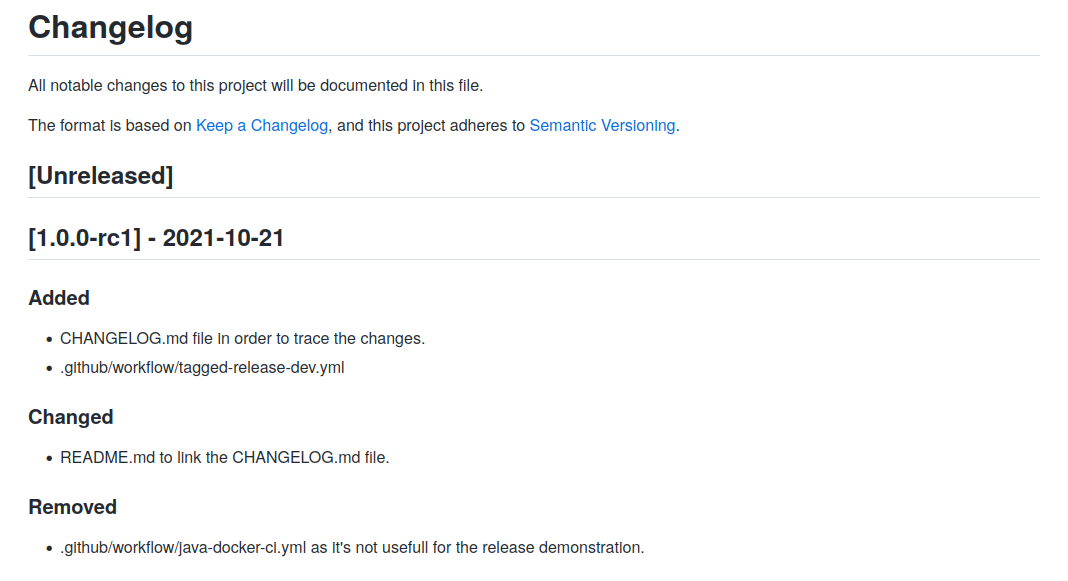 Changelog
All notable changes to this project will be documented in this file.
The format is based on Keep a Changelog, and this project adheres to Semantic Versioning.
[Unreleased]
[1.0.0-rc1] - 2021-10-21
Added
• CHANGELOG.md file in order to trace the changes.
• .github/workflow/tagged-release-dev.yml
Changed
• README.md to link the CHANGELOG.md file.
Removed
• .github/workflow/java-docker-ci.yml as it's not usefull for the release demonstration.